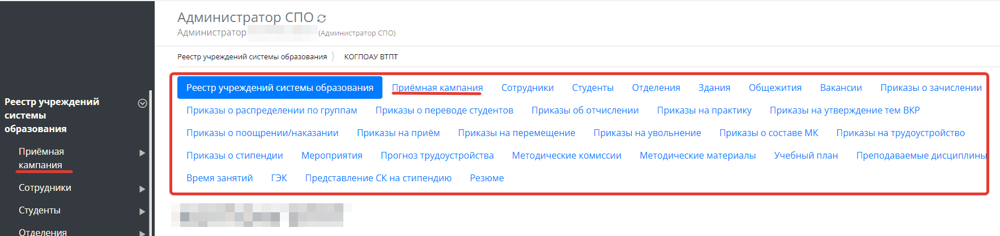 Администратор СПО
Администратор (Администратор СПО)
Реестр учреждений системы образования КОГПОАУ ВТПТ
Реестр учреждений системы образования Приёмная кампания Сотрудники Студенты Отделения Здания Общежития Вакансии Приказы о зачислении
Приказы о распределении по группам Приказы о переводе студентов Приказы об отчислении Приказы на практику Приказы на утверждение тем ВКР
Приказы о поощрении/наказании Приказы на приём Приказы на перемещение Приказы на увольнение Приказы о составе МК Приказы на трудоустройство
Приказы о стипендии Мероприятия Прогноз трудоустройства Методические комиссии Методические материалы Учебный план Преподаваемые дисциплины
Время занятий ГЭК Представление СК на стипендию Резюме
Реестр учреждений
системы
образования
Приёмная
кампания
Сотрудники
Студенты
Отделения